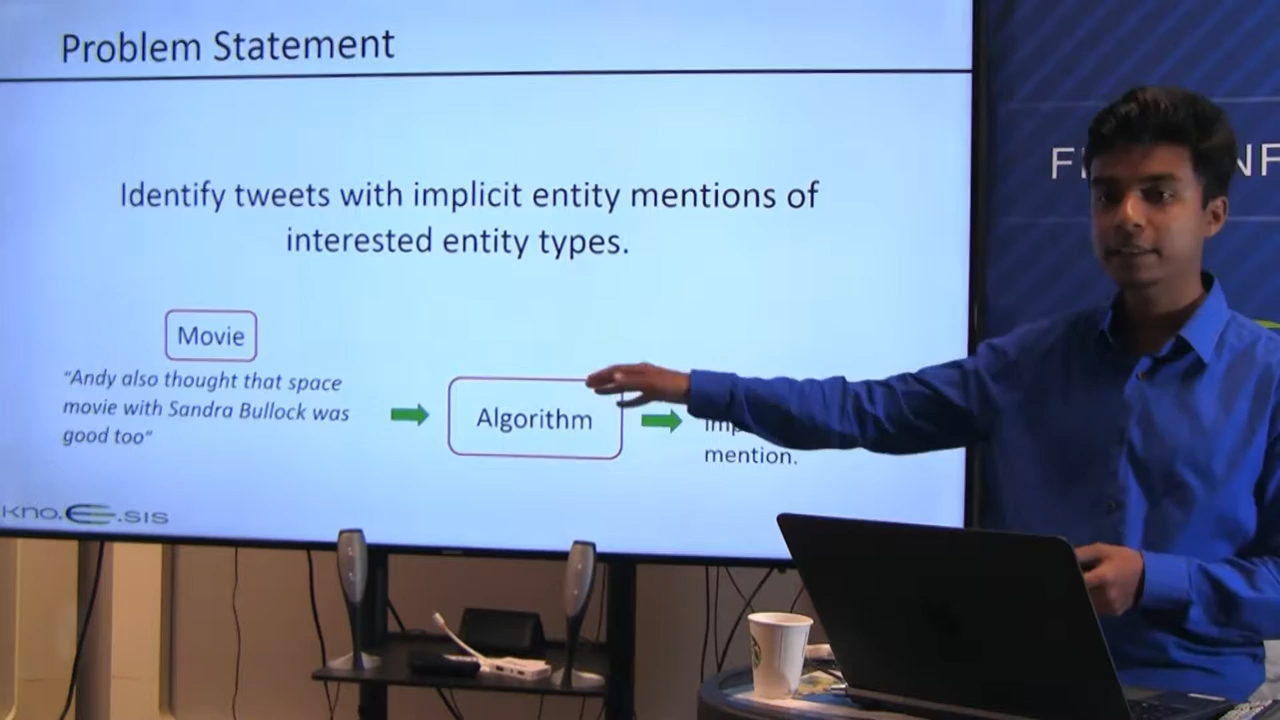 Problem Statement
Identify tweets with implicit entity mentions of
interested entity types.
Movie
“Andy also thought that space
movie with Sandra Bullock was
good too“
Algorithm
mention.
kno.e.sis